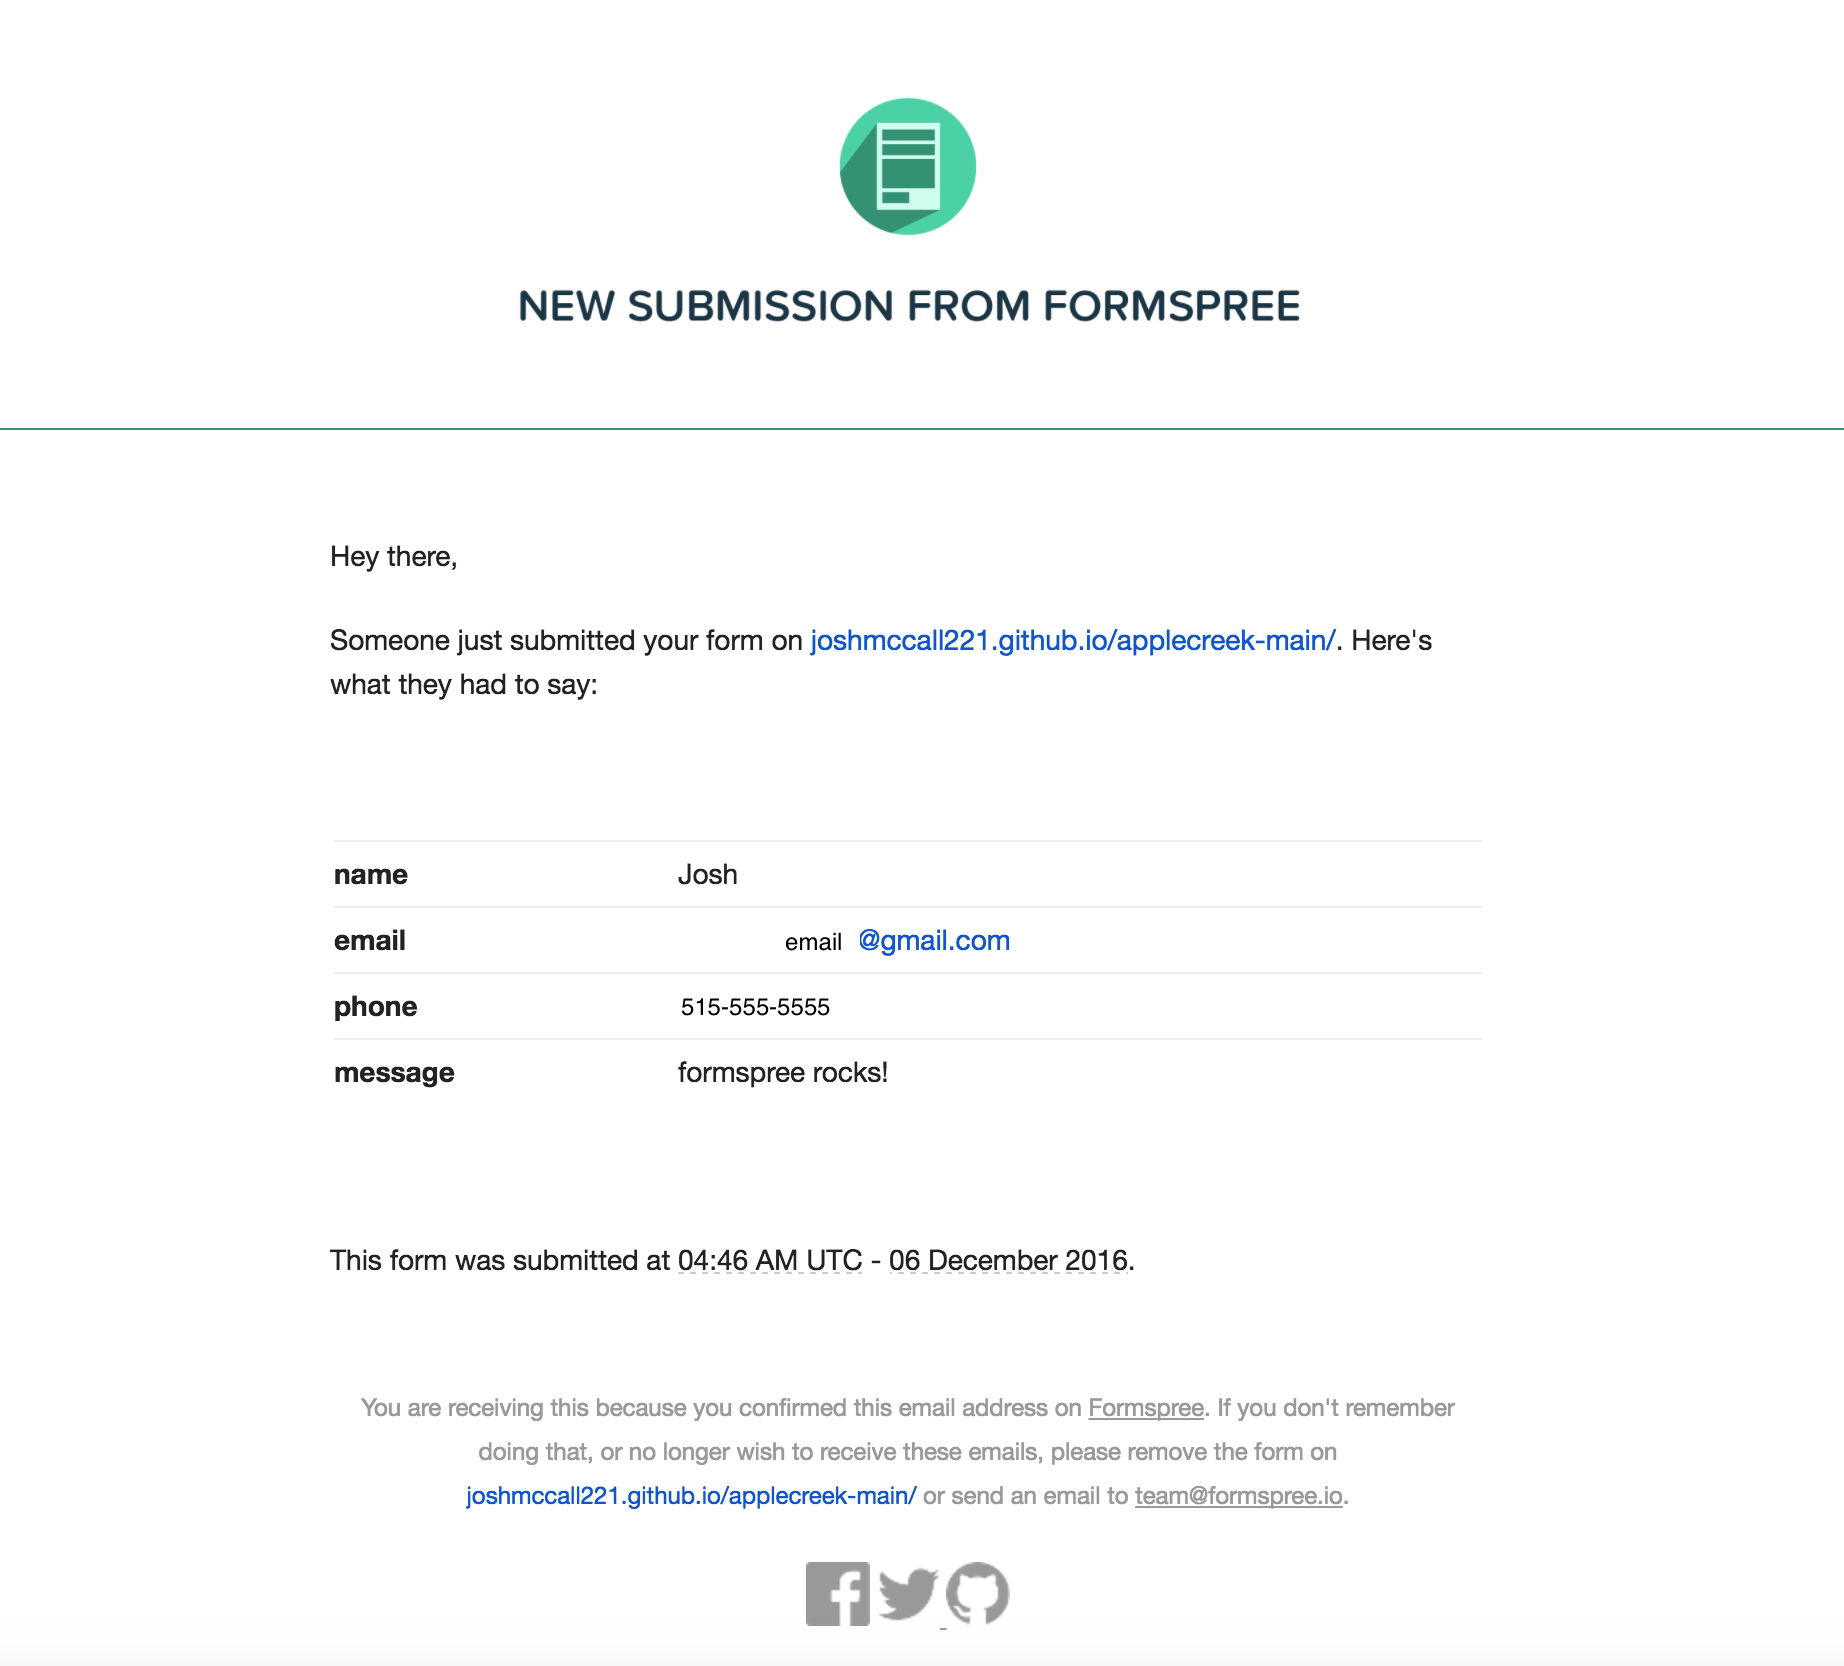 NEW SUBMISSION FROM FORMSPREE
Hey there,
Someone just submitted your form on joshmccall221.github.io/applecreek-main/. Here's
what they had to say:
name Josh
email email @gmail.com
phone 515-555-5555
message formspree rocks!
This form was submitted at 04:46 AM UTC - 06 December 2016.
You are receiving this because you confirmed this email address on Formspree. If you don't remember
doing that, or no longer wish to receive these emails, please remove the form on
joshmccall221.github.io/applecreek-main/ or send an email to team@formspree.io.